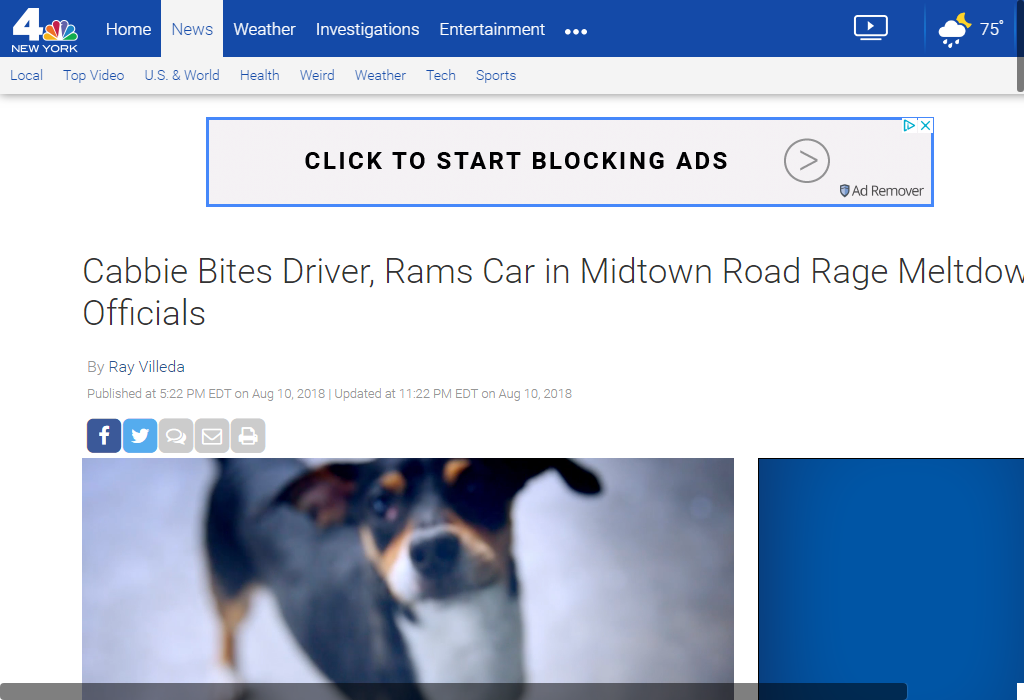 4
NEW YORK
Home News Weather Investigations Entertainment ••• 75°
Local Top Video U.S. & World Health Weird Weather Tech Sports
CLICK TO START BLOCKING ADS
Ad Remover
Cabbie Bites Driver, Rams Car in Midtown Road Rage Meltdow
Officials
By Ray Villeda
Published at 5:22 PM EDT on Aug 10, 2018 | Updated at 11:22 PM EDT on Aug 10, 2018